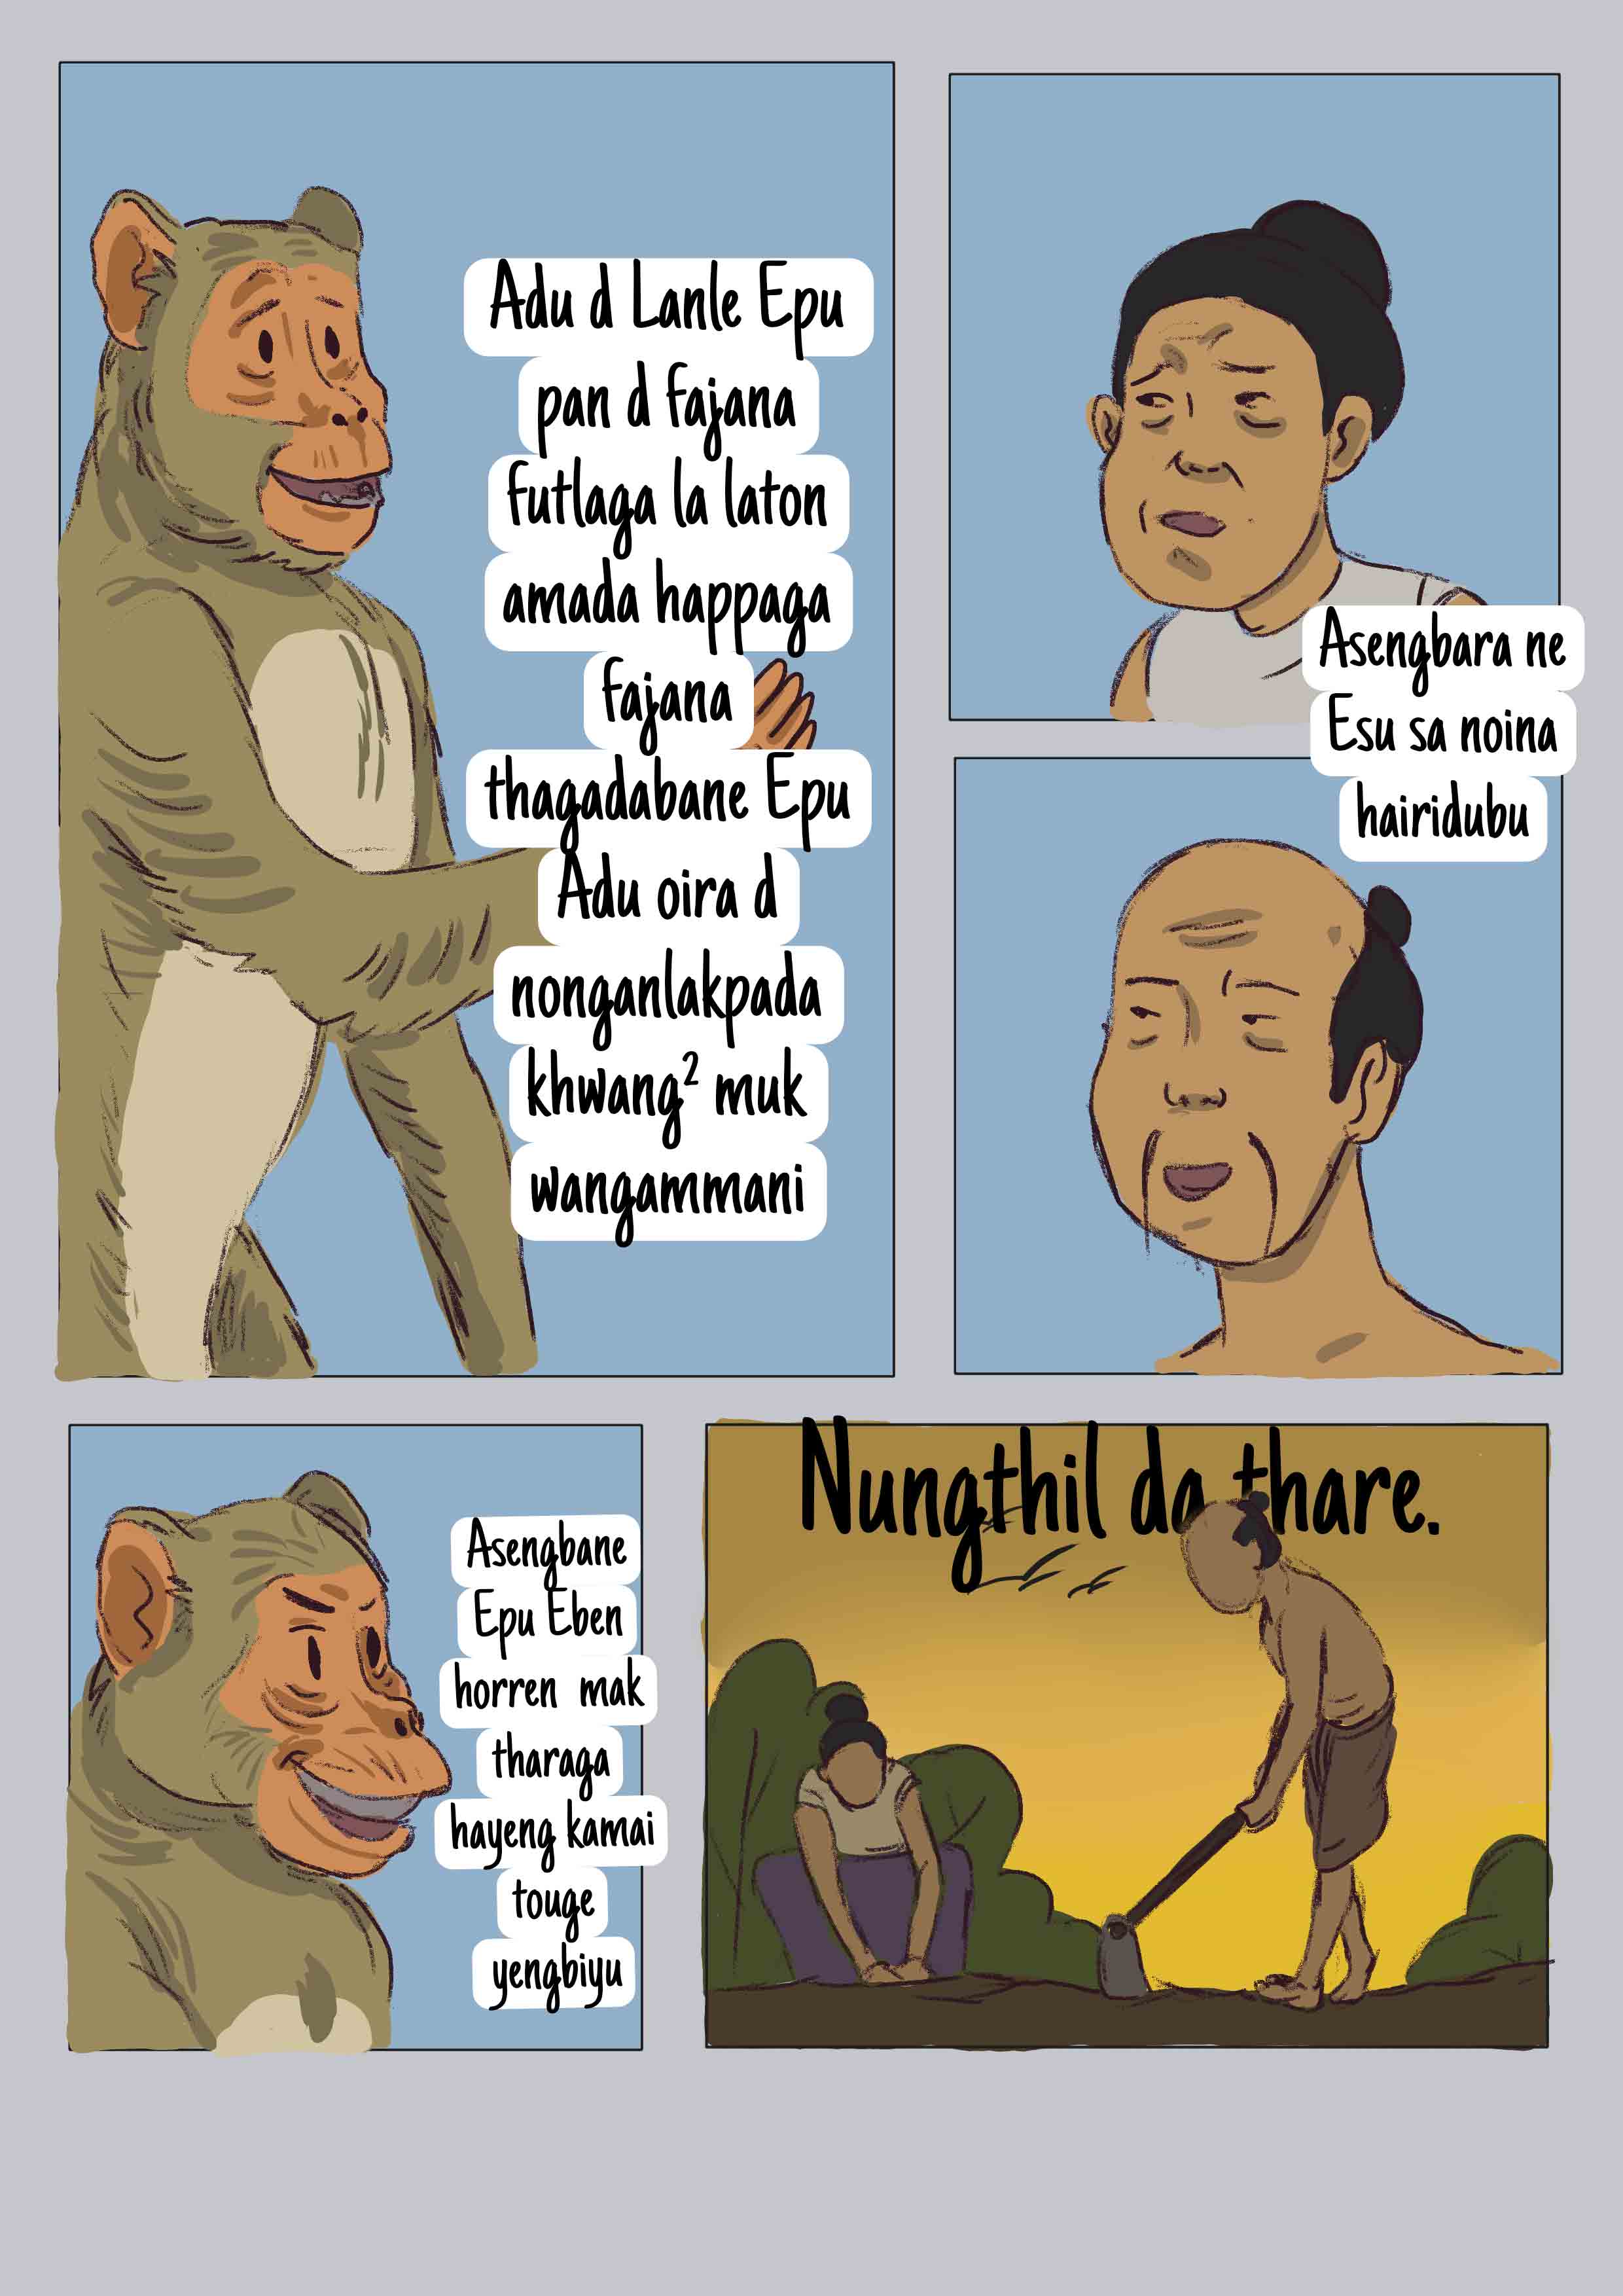 Adu d Lanle Epu
pan d fajana
futlaga la laton
amada happaga
fajana
thagadabane Epu
Adu oira d
nonganlakpada
khwang² muk
wangammani
Asengbara ne
Esu sa noina
hairidubu
Asengbane
Epu Eben
horren mak
tharaga
hayeng kamai
touge
yengbiyu
Nungthil da thare.